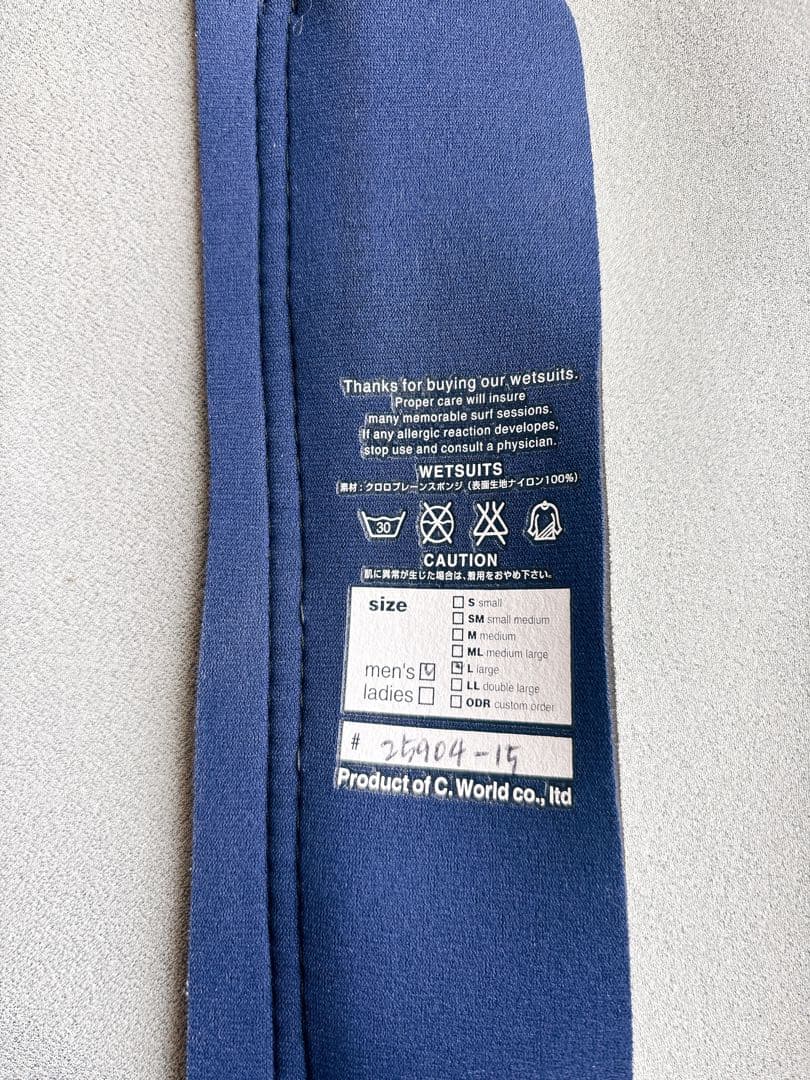 Thanks for buying our wetsuits.
Proper care will insure
many memorable surf sessions.
If any allergic reaction developes,
stop use and consult a physician.
WETSUITS
素材：クロロプレーンスポンジ（表面生地ナイロン100%）
30
CAUTION
肌に異常が生じた場合は、着用をおやめ下さい。
size
S small
SM small medium
M medium
ML medium large
men's L large
ladies LL double large
ODR custom order
# 25904-15
Product of C. World co., ltd